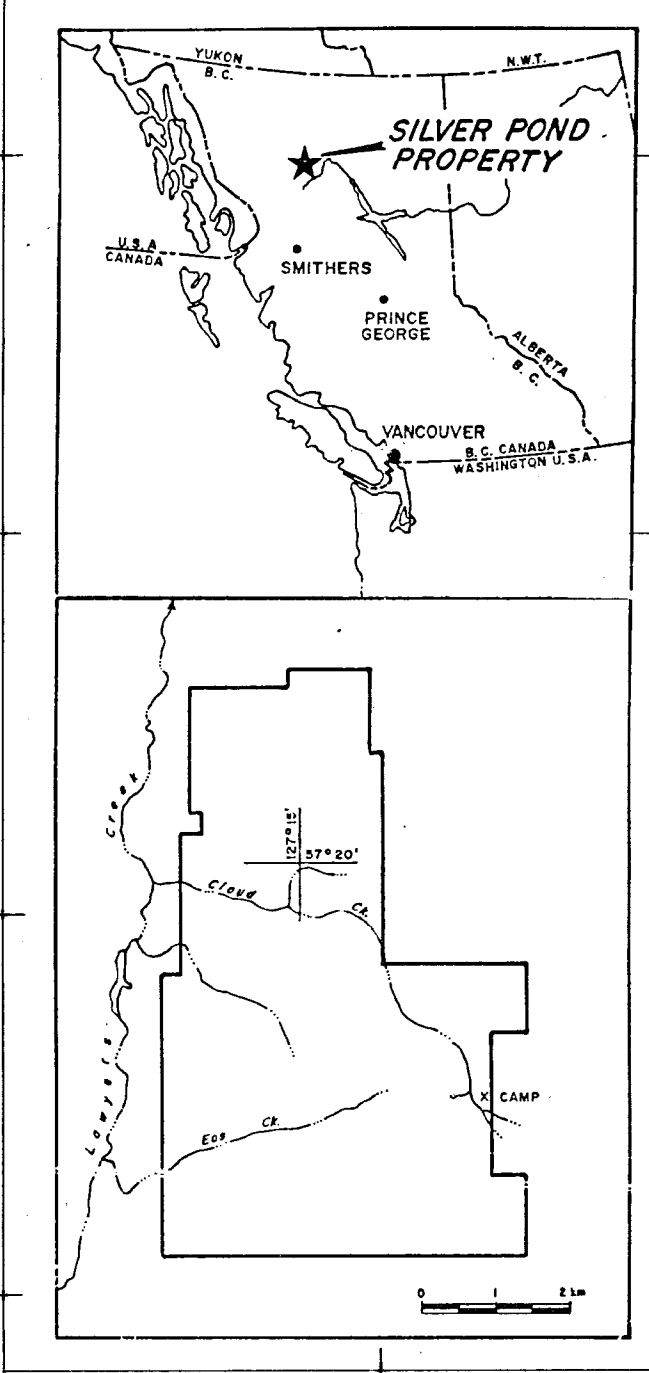 YUKON
B. C.
N.W.T.
SILVER POND
PROPERTY
U.S.A
CANADA
SMITHERS
PRINCE
GEORGE
ALBERTA
B. C.
VANCOUVER
B.C. CANADA
WASHINGTON U.S.A.
Creek
127° 15'
57° 20'
Cloud Ck.
Lawyers
X CAMP
Eos Ck.
0 1 2 km